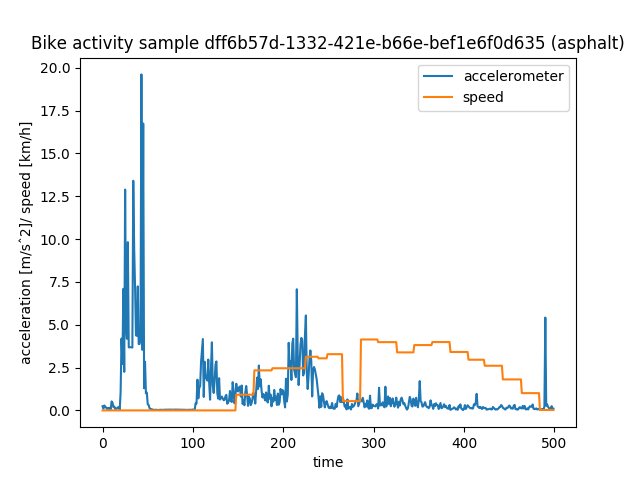 Bike activity sample dff6b57d-1332-421e-b66e-bef1e6f0d635 (asphalt)
20.0
17.5
15.0
12.5
10.0
7.5
5.0
2.5
0.0
acceleration [m/sˆ2]/ speed [km/h]
accelerometer
speed
0 100 200 300 400 500
time